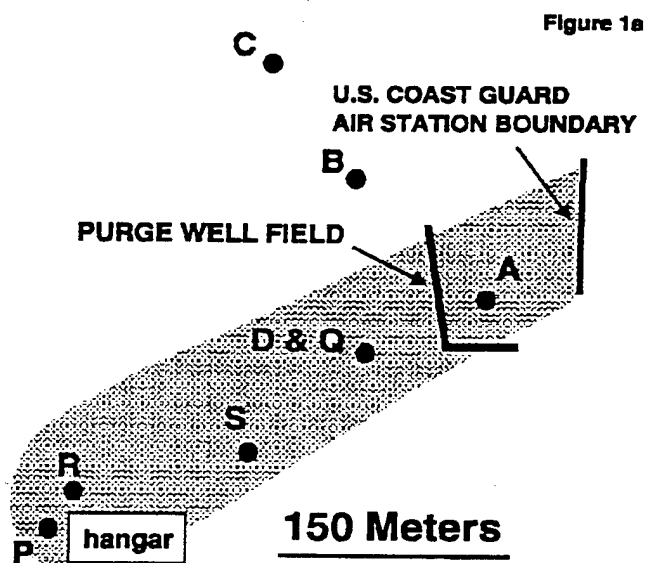 Figure 1a
C
U.S. COAST GUARD
AIR STATION BOUNDARY
B
PURGE WELL FIELD
A
D & Q
S
R
P
hangar
150 Meters